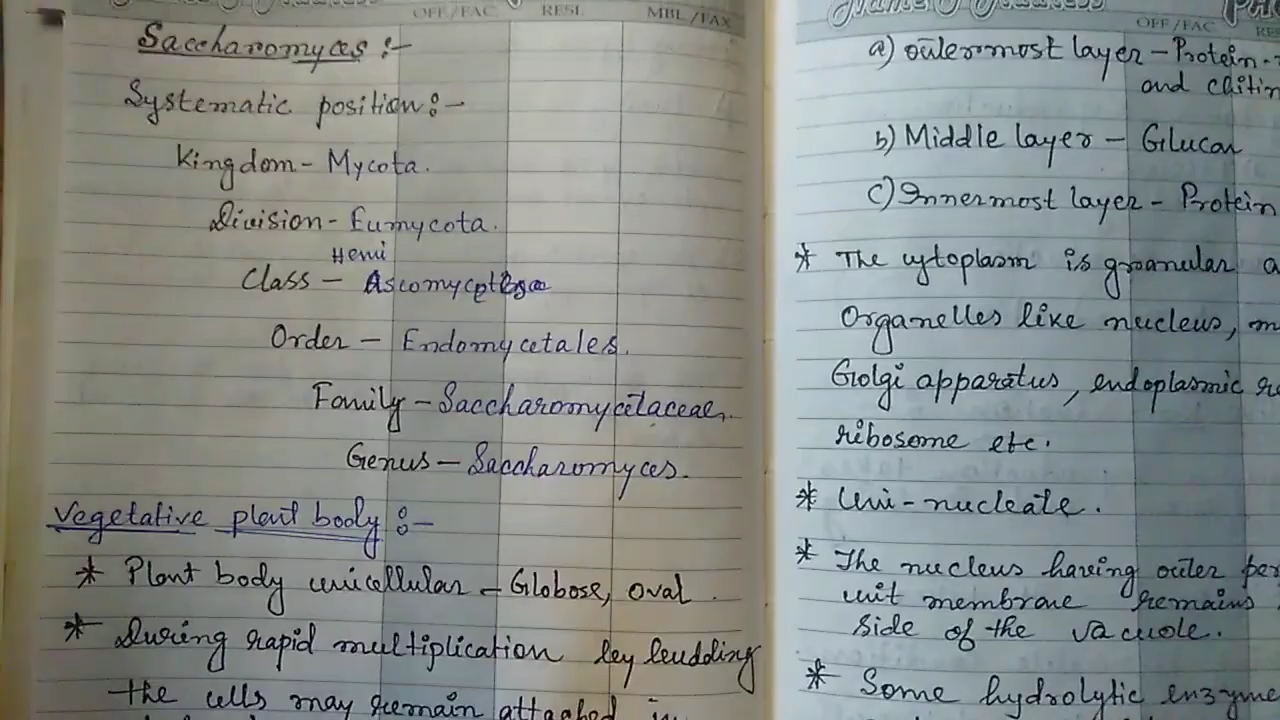 OFF/FAC RESI. MBL/FAX
Saccharomyces :-
Systematic position :-
Kingdom - Mycota.
Division - Eumycota.
Hemi
Class - Ascomycetes
Order - Endomycetales.
Family - Saccharomycetaceae.
Genus - Saccharomyces.
Vegetative plant body :-
* Plant body unicellular - Globose, oval.
* During rapid multiplication by budding
the cells may remain attached in
OFF/FAC
a) outermost layer - Protein
and chitin
b) Middle layer - Glucan
c) Innermost layer - Protein
* The cytoplasm is granular
Organelles like nucleus,
Golgi apparatus, endoplasmic
ribosome etc.
* Uni-nucleate.
* The nucleus having outer
unit membrane remains
side of the vacuole.
* Some hydrolytic enzyme